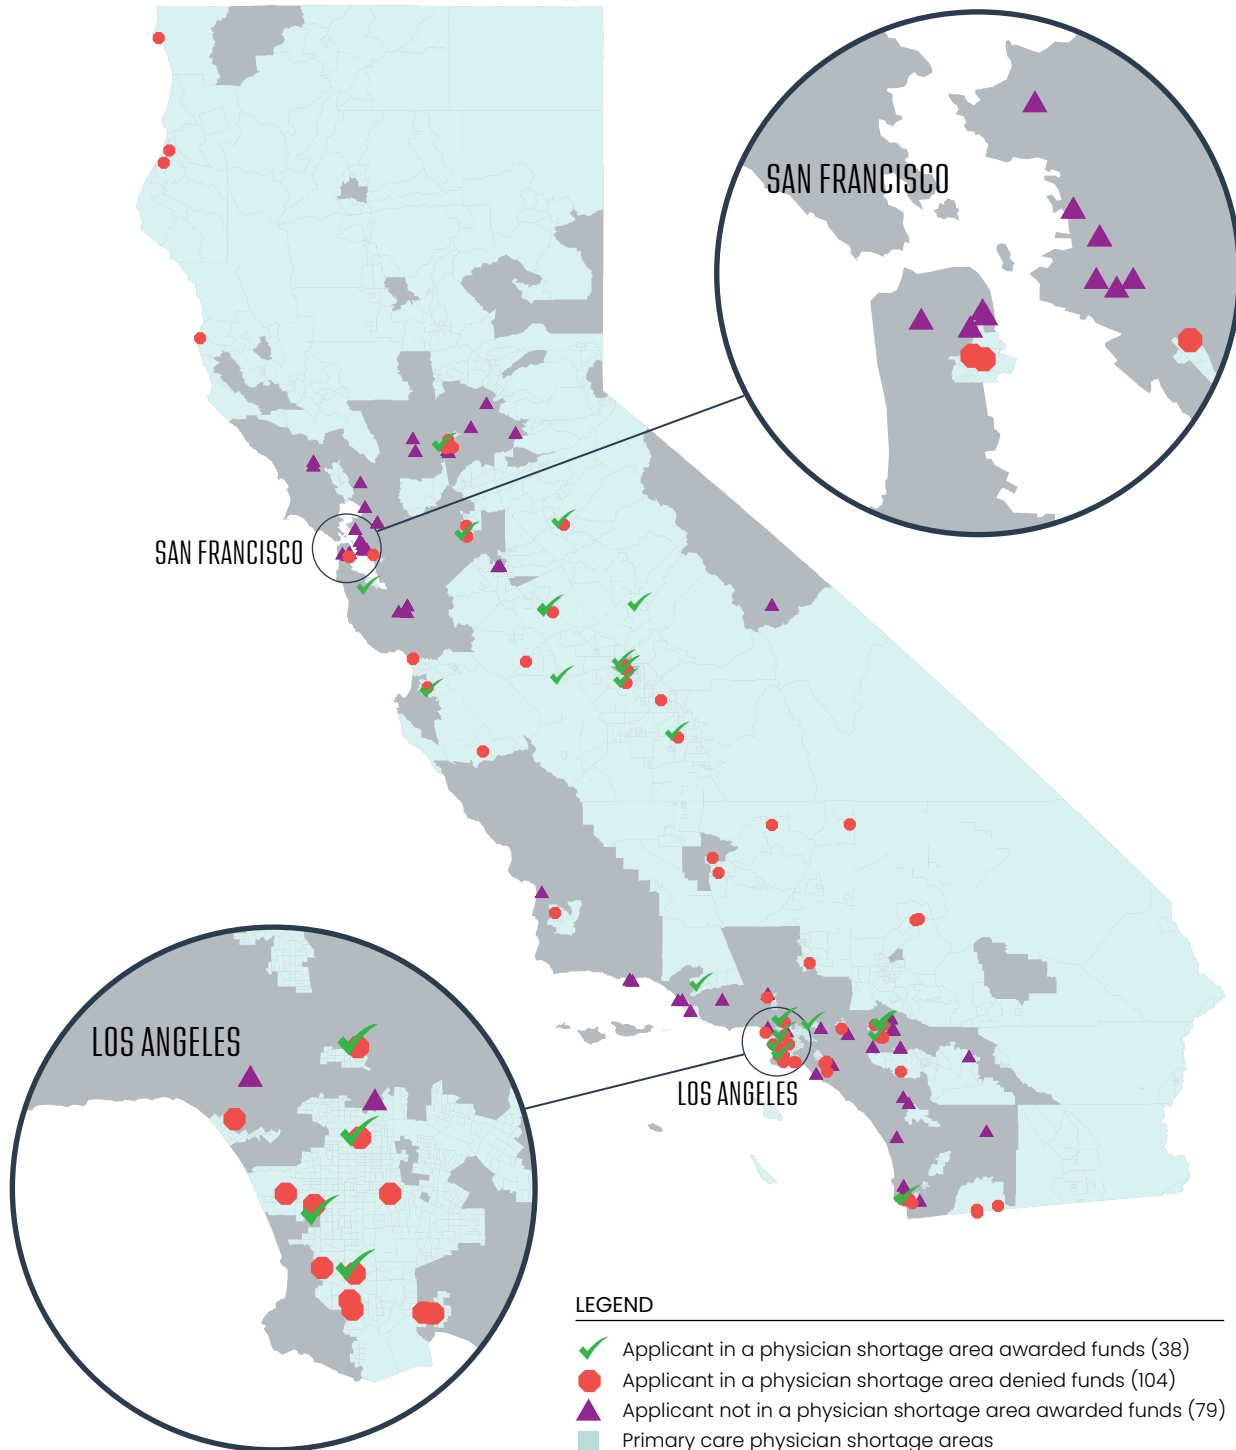 SAN FRANCISCO
SAN FRANCISCO
LOS ANGELES
LOS ANGELES
LEGEND
Applicant in a physician shortage area awarded funds (38)
Applicant in a physician shortage area denied funds (104)
Applicant not in a physician shortage area awarded funds (79)
Primary care physician shortage areas